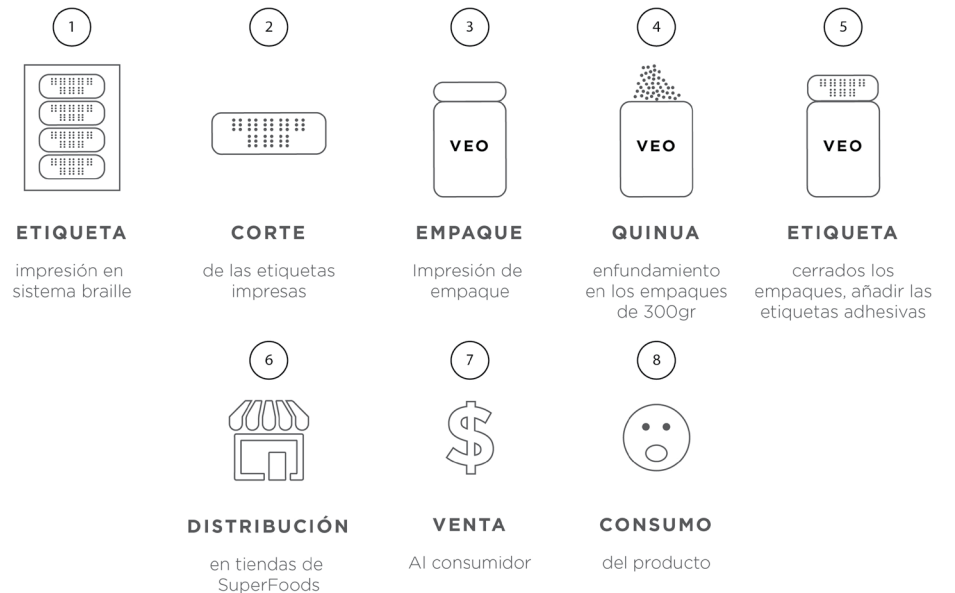 1
2
3
4
5
VEO
VEO
VEO
ETIQUETA
CORTE
EMPAQUE
QUINUA
ETIQUETA
impresión en
sistema braille
de las etiquetas
impresas
Impresión de
empaque
enfundamiento
en los empaques
de 300gr
cerrados los
empaques, añadir las
etiquetas adhesivas
6
7
8
$
DISTRIBUCIÓN
VENTA
CONSUMO
en tiendas de
SuperFoods
Al consumidor
del producto